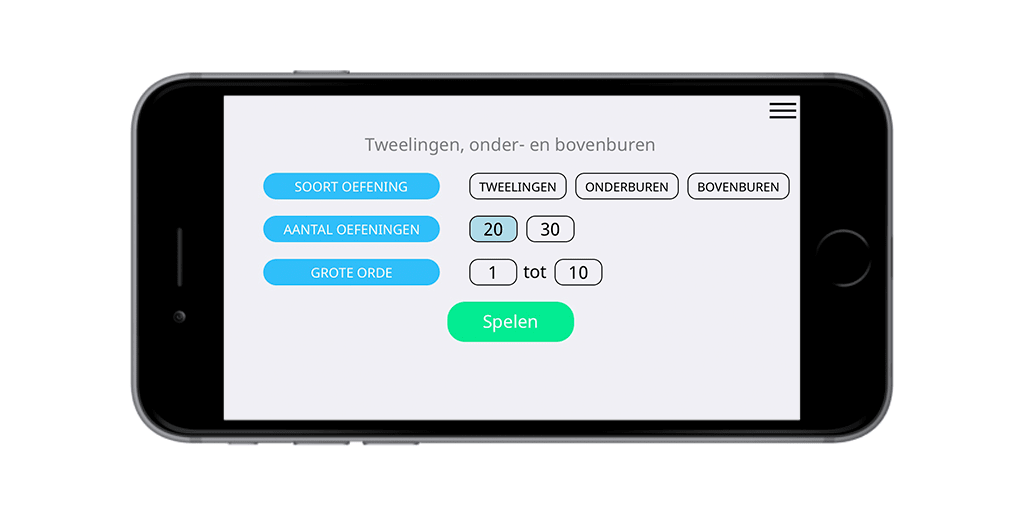 Tweelingen, onder- en bovenburen
SOORT OEFENING TWEELINGEN ONDERBUREN BOVENBUREN
AANTAL OEFENINGEN 20 30
GROTE ORDE 1 tot 10
Spelen